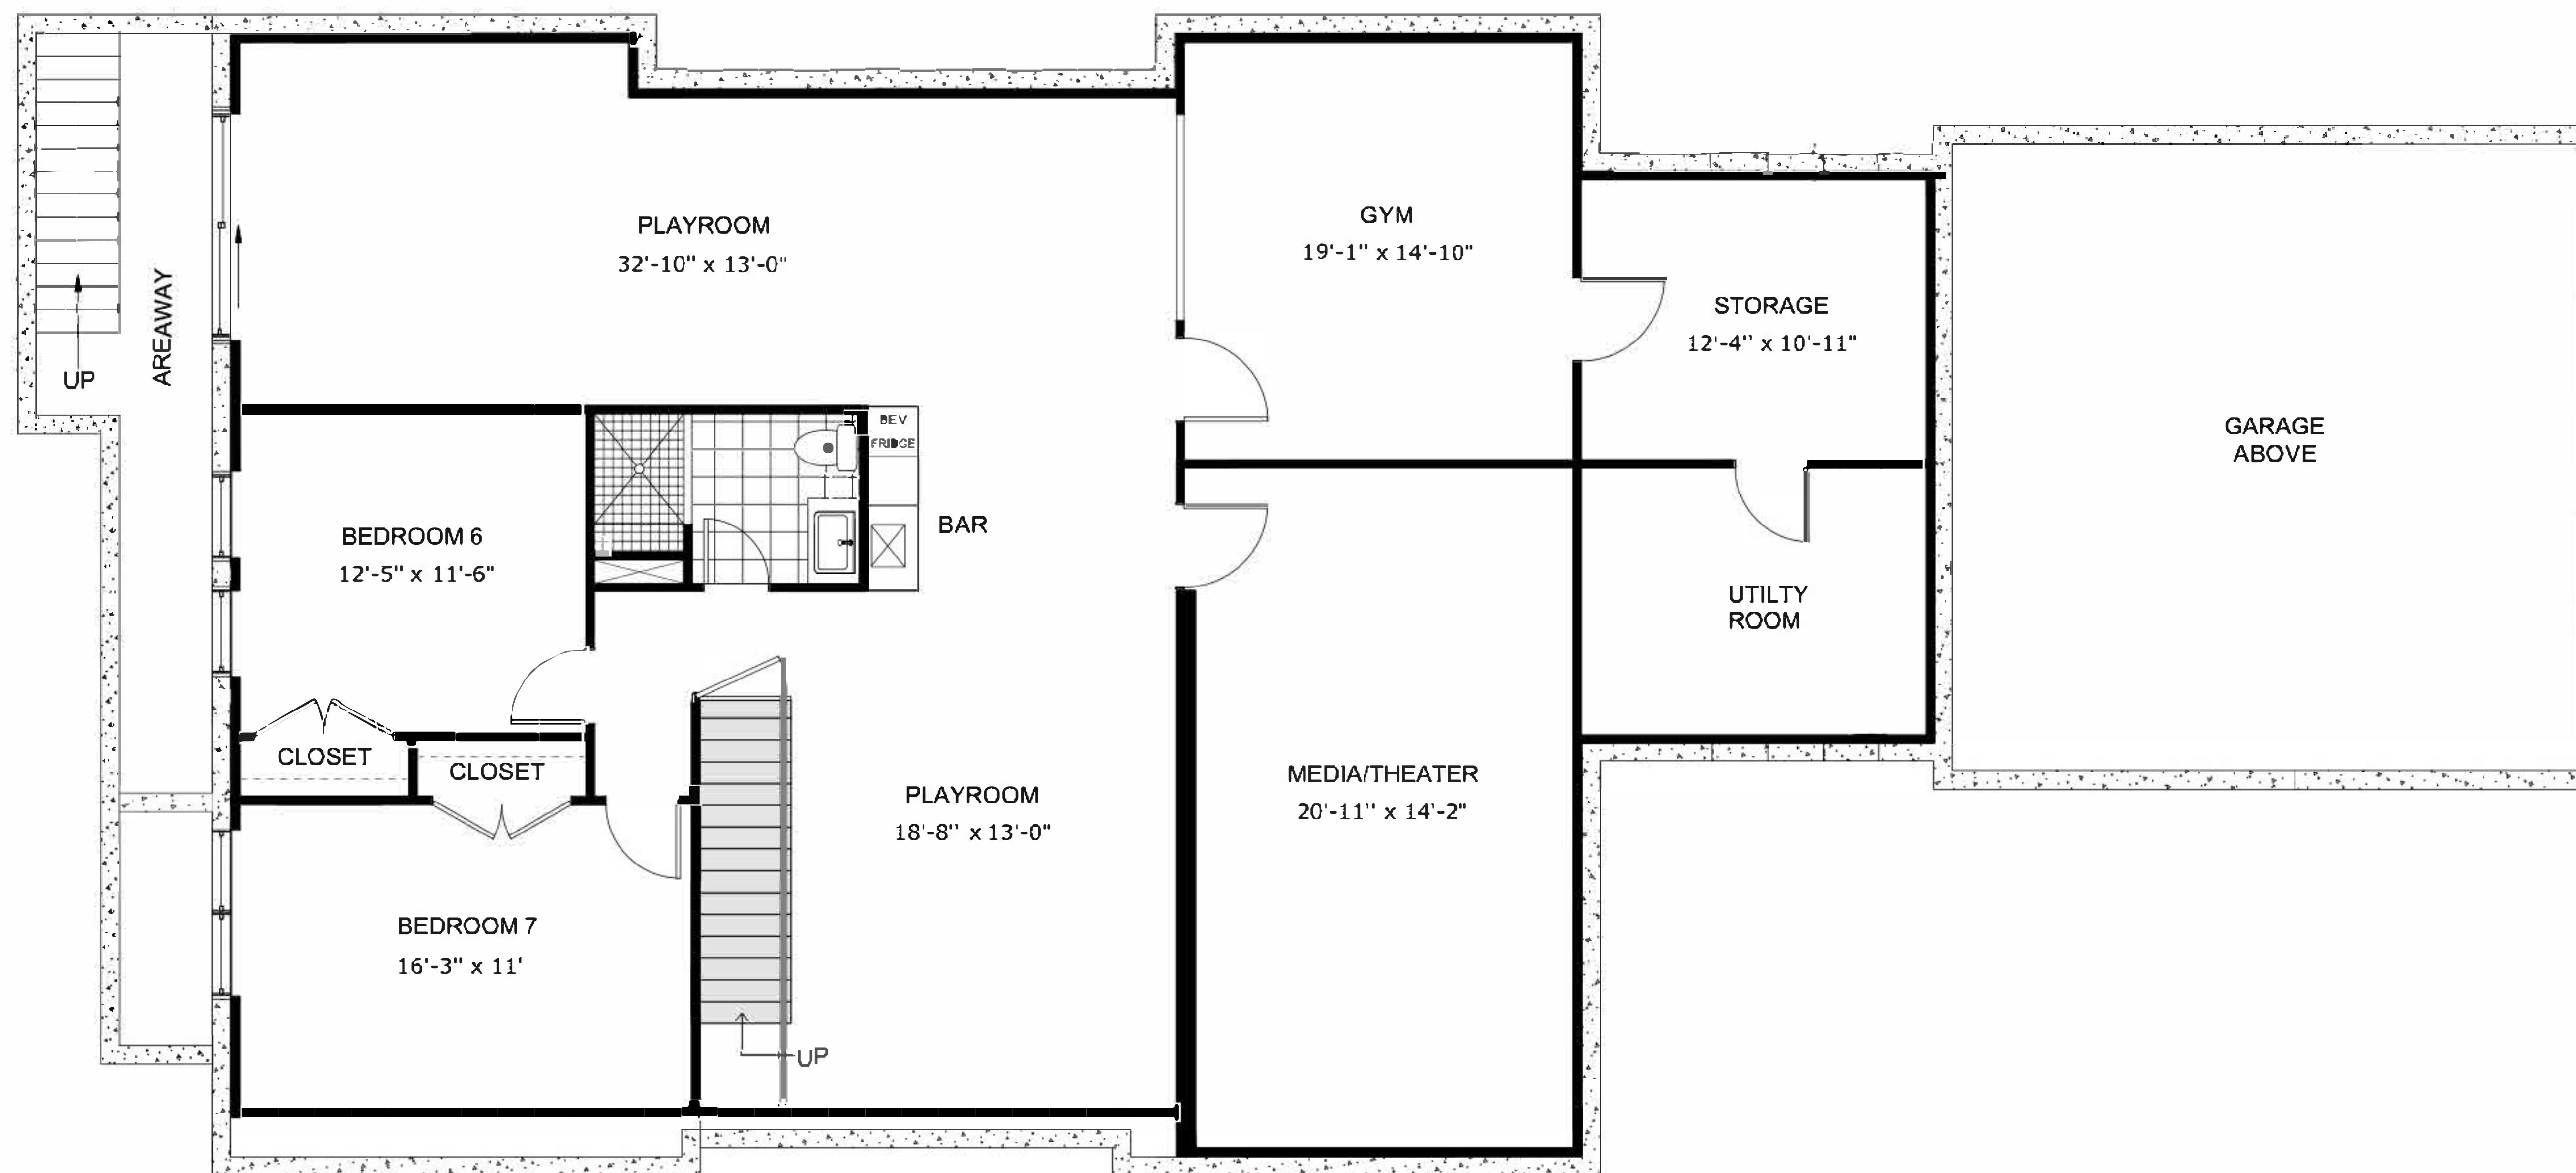 UP
AREAWAY
PLAYROOM
32'-10" x 13'-0"
GYM
19'-1" x 14'-10"
STORAGE
12'-4" x 10'-11"
GARAGE
ABOVE
BEV
FRIDGE
BAR
BEDROOM 6
12'-5" x 11'-6"
UTILTY
ROOM
CLOSET
CLOSET
MEDIA/THEATER
20'-11" x 14'-2"
PLAYROOM
18'-8" x 13'-0"
BEDROOM 7
16'-3" x 11'
UP